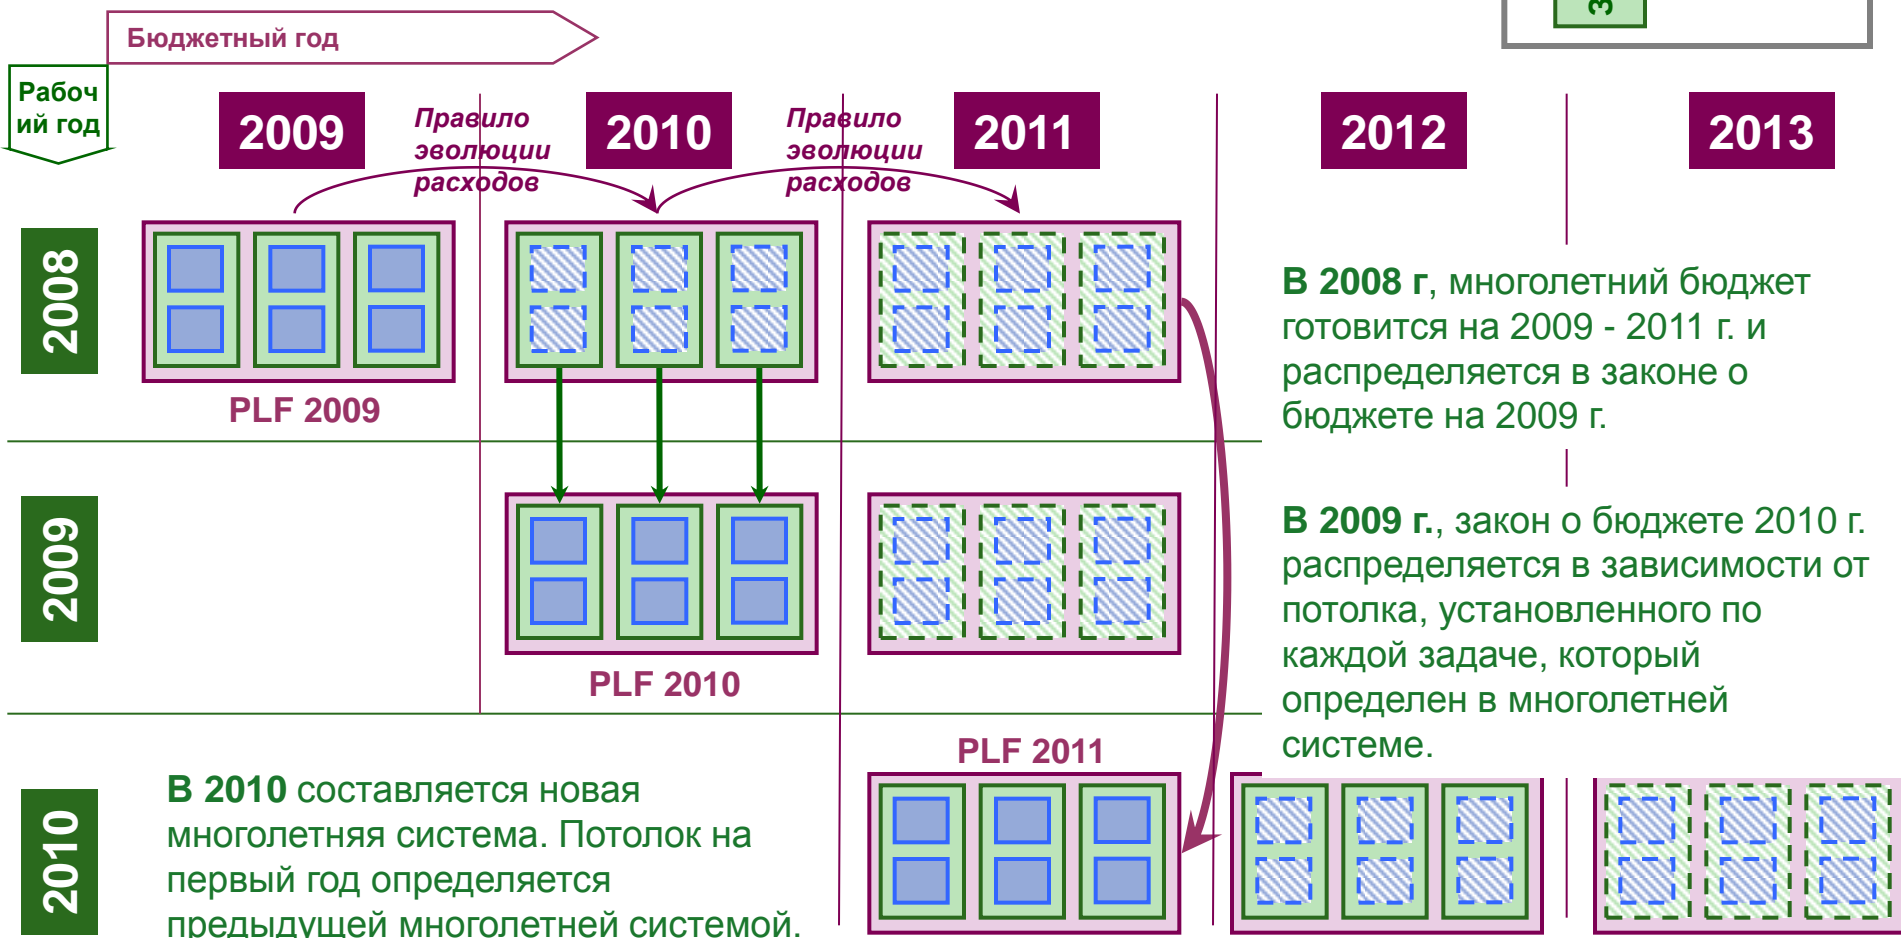 З
Бюджетный год
Рабоч
ий год
2009
Правило
эволюции
расходов
2010
Правило
эволюции
расходов
2011
2012
2013
2008
PLF 2009
В 2008 г, многолетний бюджет
готовится на 2009 - 2011 г. и
распределяется в законе о
бюджете на 2009 г.
2009
PLF 2010
В 2009 г., закон о бюджете 2010 г.
распределяется в зависимости от
потолка, установленного по
каждой задаче, который
определен в многолетней
системе.
2010
В 2010 составляется новая
многолетняя система. Потолок на
первый год определяется
предыдущей многолетней системой.
PLF 2011